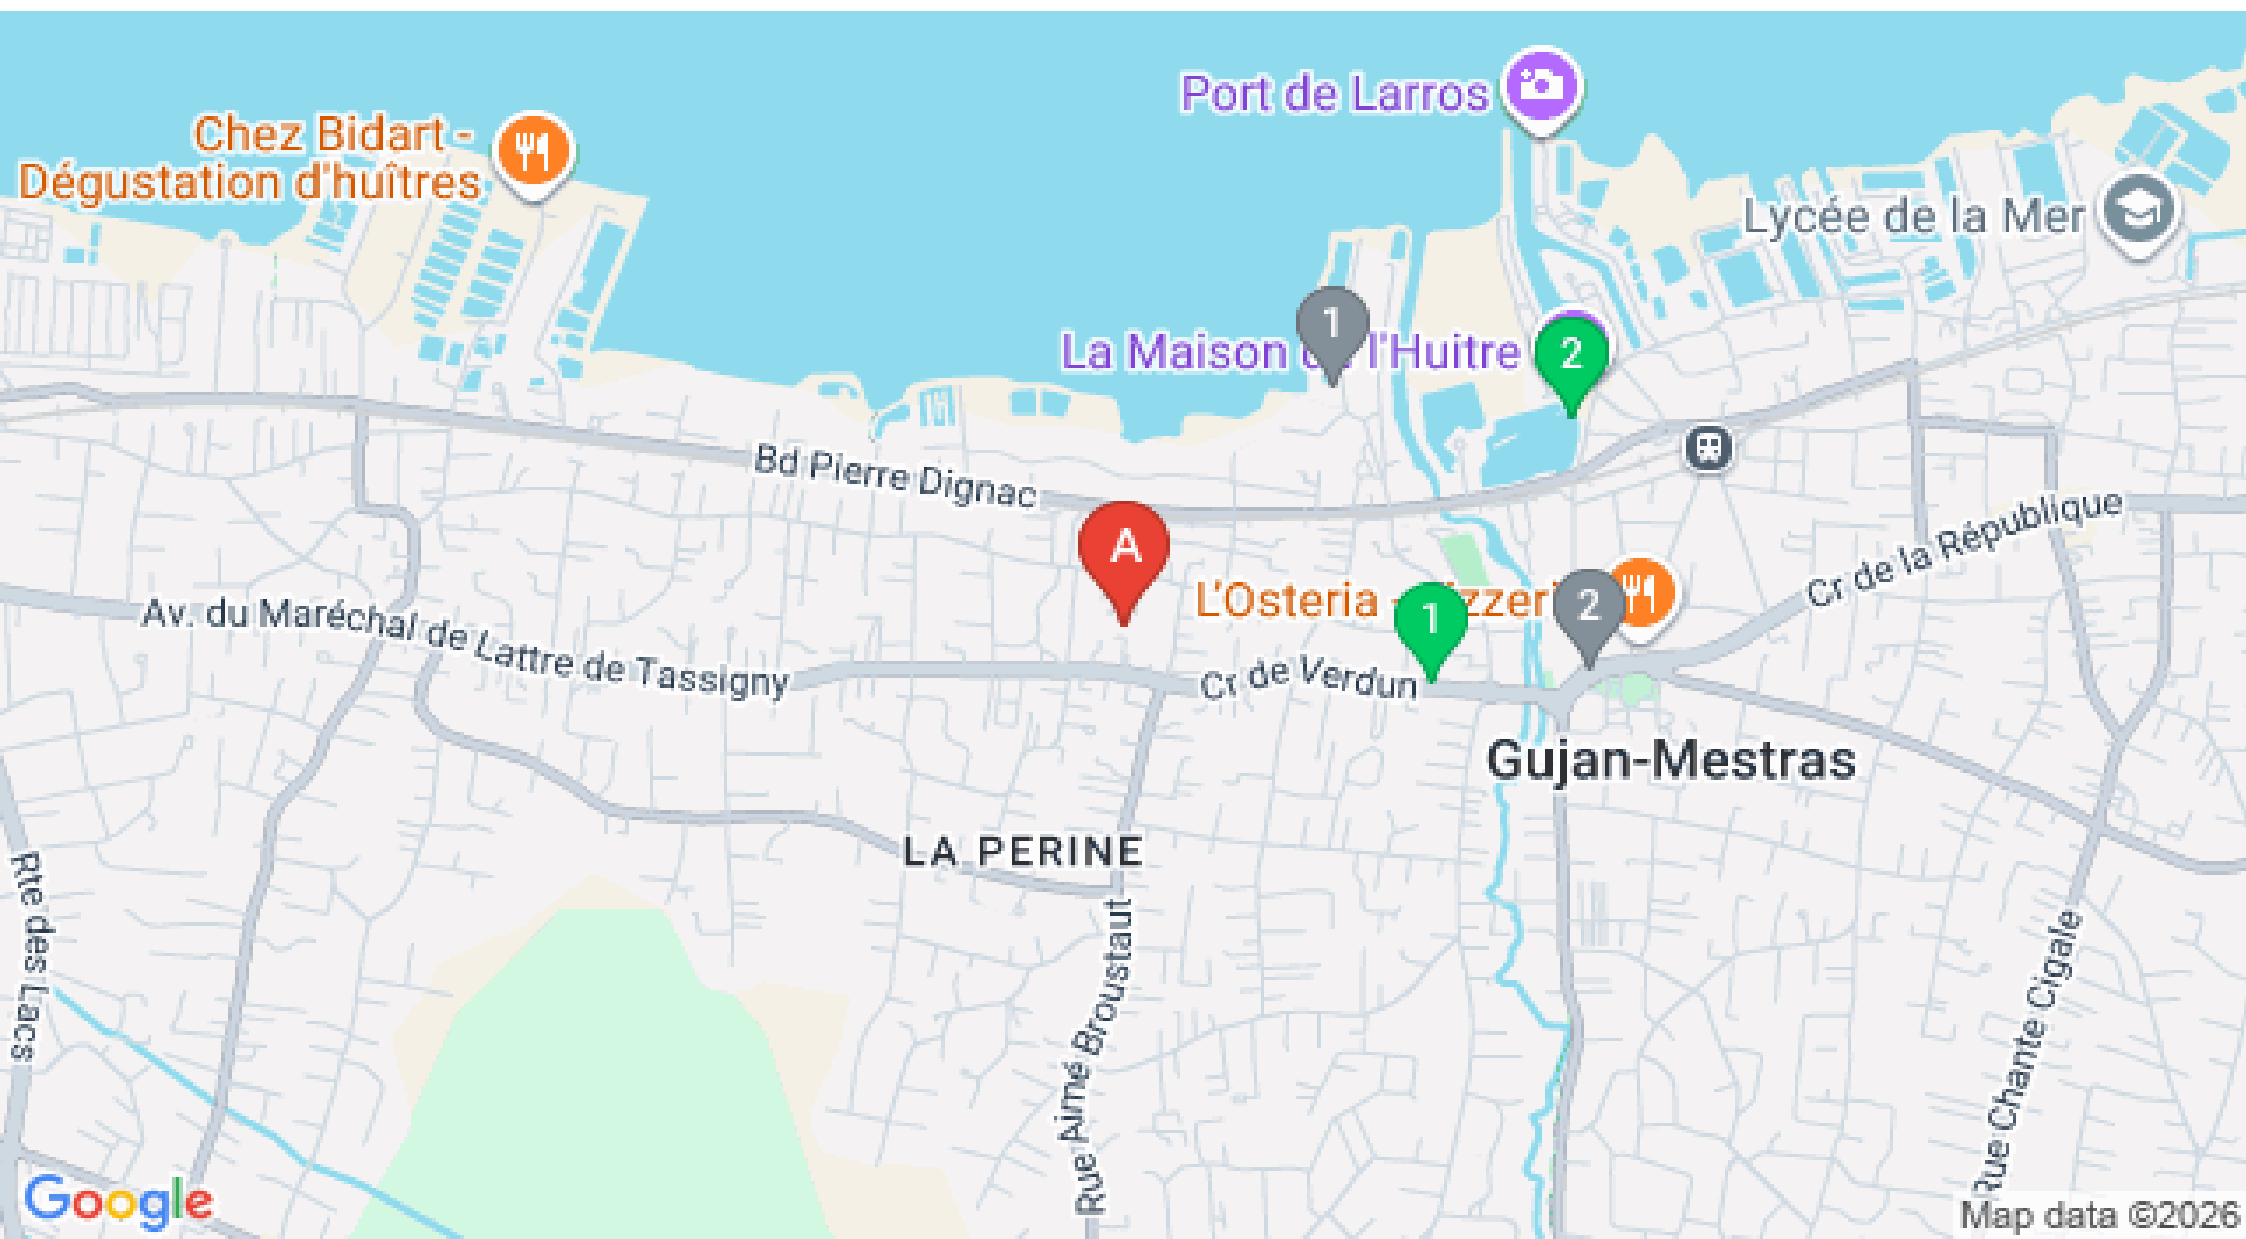 Port de Larros
Chez Bidart -
Dégustation d'huîtres
Lycée de la Mer
1
La Maison l'Huitre
2
Bd Pierre Dignac
A
Cr de la République
L'Osteria -
1
2
Av. du Maréchal de Lattre de Tassigny
Cr de Verdun
Gujan-Mestras
LA PERINE
Rte des Lacs
Rue Aimé Broustaut
Rue Chante Cigale
Google
Map data ©2026